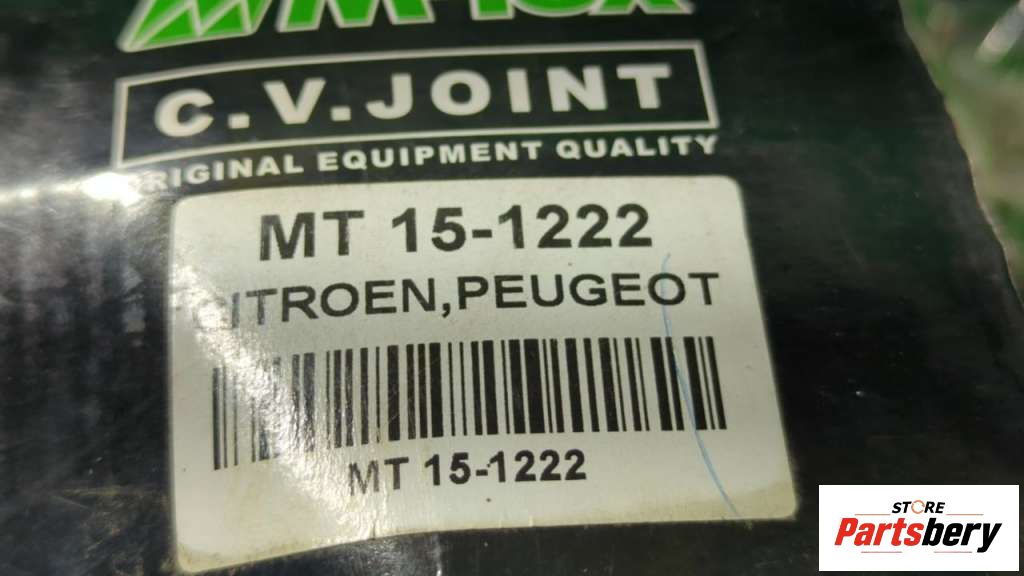 C.V.JOINT
ORIGINAL EQUIPMENT QUALITY
MT 15-1222
CITROEN,PEUGEOT
MT 15-1222
STORE
Partsbery